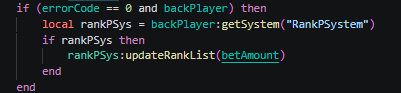 if (errorCode == 0 and backPlayer) then
    local rankPSys = backPlayer:getSystem("RankPSystem")
    if rankPSys then
        rankPSys:updateRankList(betAmount)
    end
end